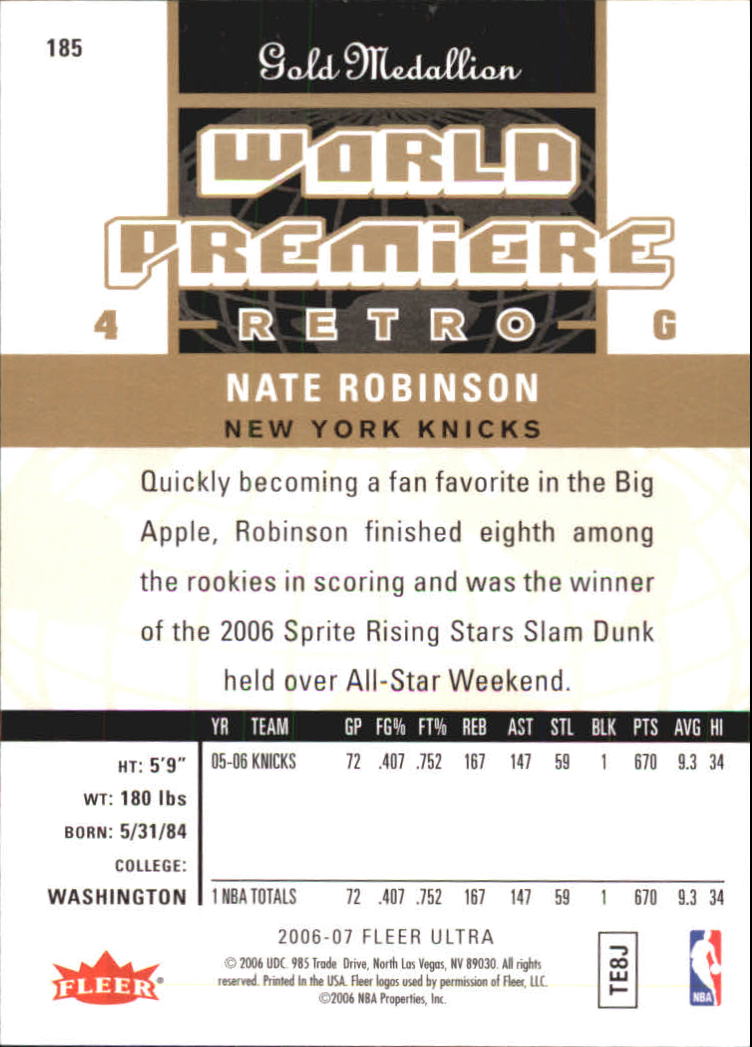 185
Gold Medallion
WORLD
PREMIERE
4 RETRO G
NATE ROBINSON
NEW YORK KNICKS
Quickly becoming a fan favorite in the Big
Apple, Robinson finished eighth among
the rookies in scoring and was the winner
of the 2006 Sprite Rising Stars Slam Dunk
held over All-Star Weekend.
YR TEAM GP FG% FT% REB AST STL BLK PTS AVG HI
HT: 5'9" 05-06 KNICKS 72 .407 .752 167 147 59 1 670 9.3 34
WT: 180 lbs
BORN: 5/31/84
COLLEGE:
WASHINGTON 1 NBA TOTALS 72 .407 .752 167 147 59 1 670 9.3 34
2006-07 FLEER ULTRA
© 2006 UDC. 985 Trade Drive, North Las Vegas, NV 89030. All rights
reserved. Printed In the USA. Fleer logos used by permission of Fleer, LLC.
©2006 NBA Properties, Inc.
FLEER®
TE8J
NBA